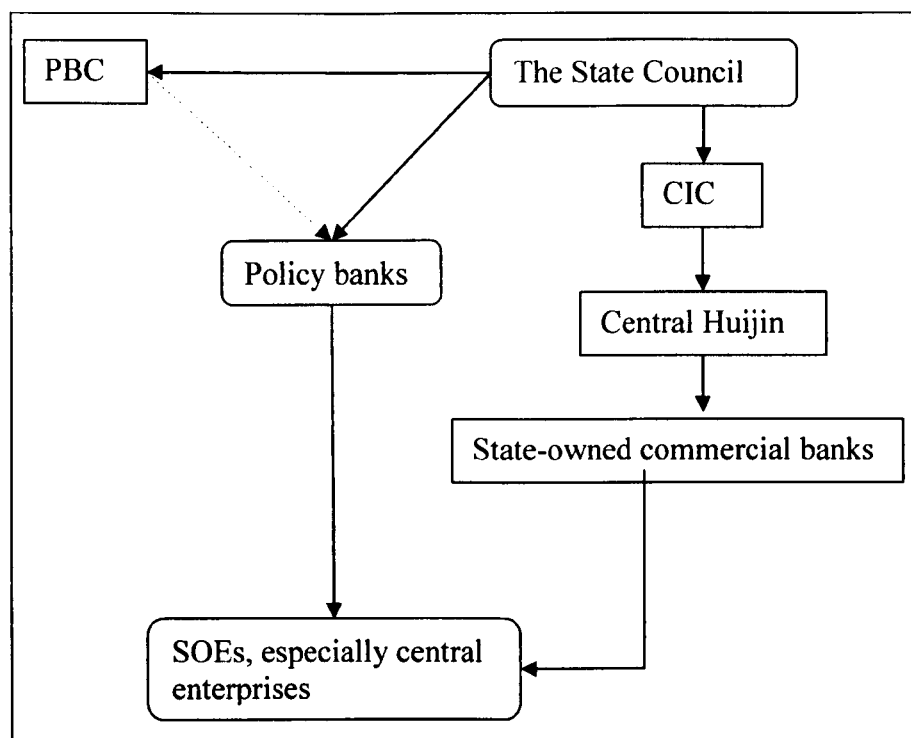 PBC
The State Council
CIC
Policy banks
Central Huijin
State-owned commercial banks
SOEs, especially central
enterprises